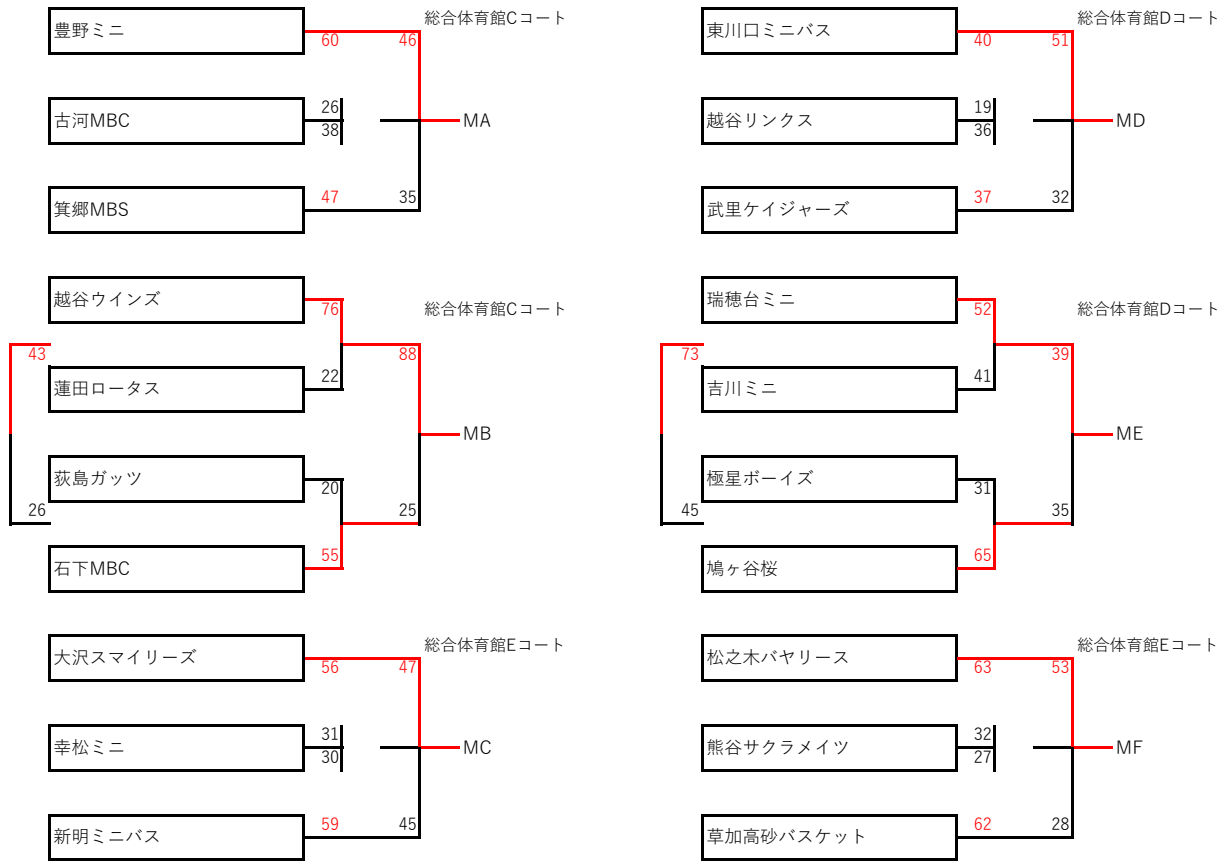 総合体育館Cコート
豊野ミニ
60
46
古河MBC
26
38
MA
箕郷MBS
47
35
越谷ウインズ
76
総合体育館Cコート
43
88
蓮田ロータス
22
MB
荻島ガッツ
20
26
25
石下MBC
55
大沢スマイリーズ
56
47
総合体育館Eコート
幸松ミニ
31
30
MC
新明ミニバス
59
45
総合体育館Dコート
東川口ミニバス
40
51
越谷リンクス
19
36
MD
武里ケイジャーズ
37
32
瑞穂台ミニ
52
総合体育館Dコート
73
39
吉川ミニ
41
ME
極星ボーイズ
31
45
35
鳩ヶ谷桜
65
松之木バヤリース
63
53
総合体育館Eコート
熊谷サクラメイツ
32
27
MF
草加高砂バスケット
62
28